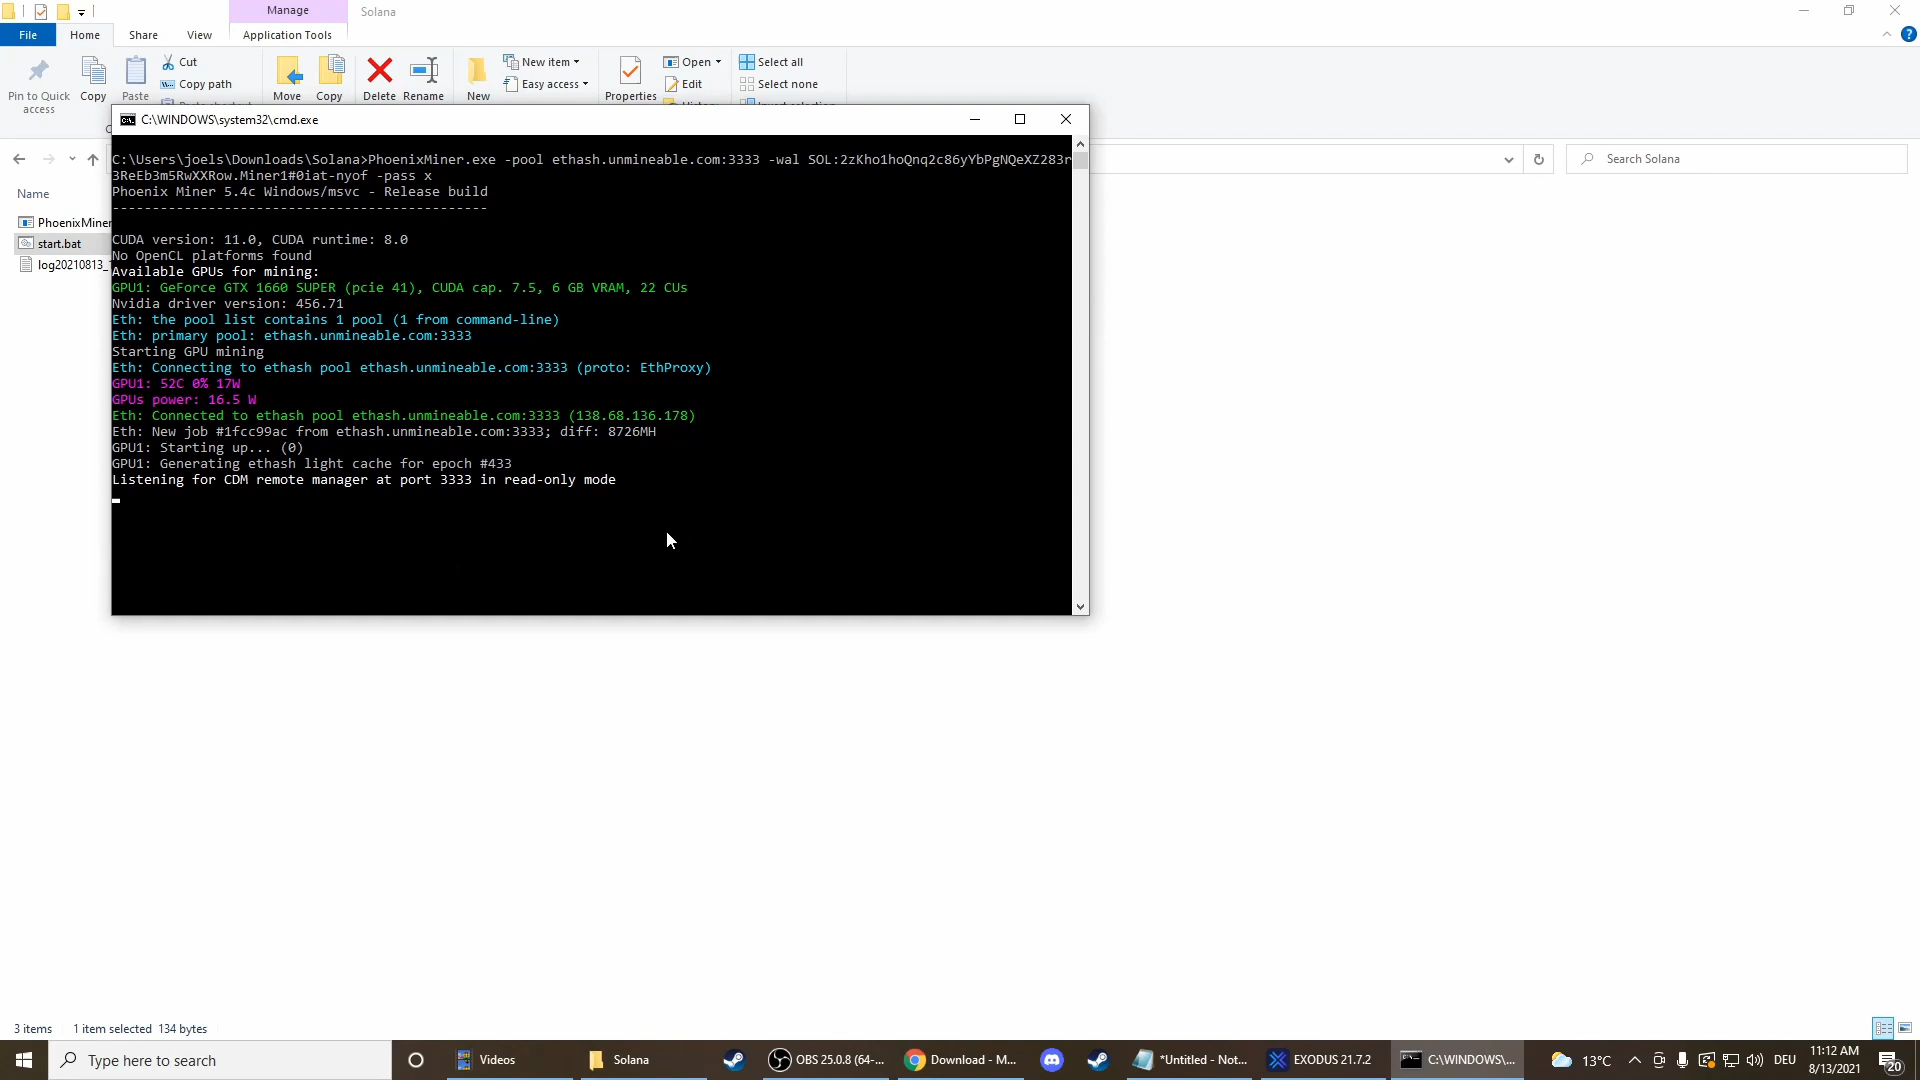 Manage
Solana
File
Home
Share
View
Application Tools
Pin to Quick access
Copy
Paste
Cut
Copy path
Move
Copy
Delete
Rename
New
New item
Easy access
Properties
Open
Edit
Select all
Select none
C:\WINDOWS\system32\cmd.exe
Search Solana
Name
PhoenixMiner
start.bat
log20210813_
C:\Users\joels\Downloads\Solana>PhoenixMiner.exe -pool ethash.unmineable.com:3333 -wal SOL:2zKho1hoQnq2c86yYbPgNQeXZ283r
3ReEb3m5RwXXRow.Miner1#0iat-nyof -pass x
Phoenix Miner 5.4c Windows/msvc - Release build
-----------------------------------------------
CUDA version: 11.0, CUDA runtime: 8.0
No OpenCL platforms found
Available GPUs for mining:
GPU1: GeForce GTX 1660 SUPER (pcie 41), CUDA cap. 7.5, 6 GB VRAM, 22 CUs
Nvidia driver version: 456.71
Eth: the pool list contains 1 pool (1 from command-line)
Eth: primary pool: ethash.unmineable.com:3333
Starting GPU mining
Eth: Connecting to ethash pool ethash.unmineable.com:3333 (proto: EthProxy)
GPU1: 52C 0% 17W
GPUs power: 16.5 W
Eth: Connected to ethash pool ethash.unmineable.com:3333 (138.68.136.178)
Eth: New job #1fcc99ac from ethash.unmineable.com:3333; diff: 8726MH
GPU1: Starting up... (0)
GPU1: Generating ethash light cache for epoch #433
Listening for CDM remote manager at port 3333 in read-only mode
3 items
1 item selected 134 bytes
Type here to search
Videos
Solana
OBS 25.0.8 (64-...
Download - M...
*Untitled - Not...
EXODUS 21.7.2
C:\WINDOWS\...
13°C
DEU
11:12 AM
8/13/2021
20